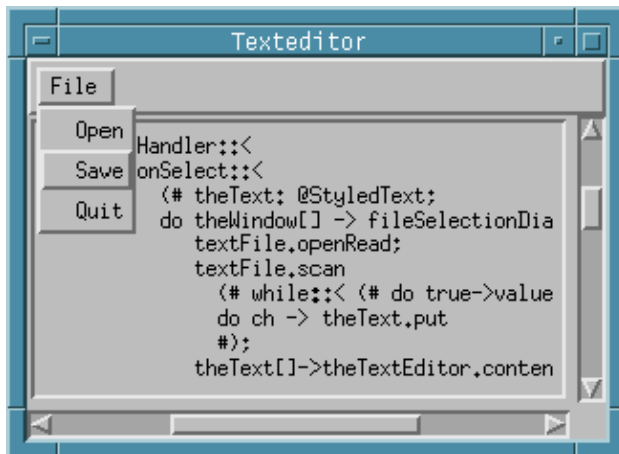 Texteditor
File
Open
Save
Quit
Handler::<
onSelect::<
(# theText: @StyledText;
do theWindow[] -> fileSelectionDia
textFile.openRead;
textFile.scan
(# while::< (# do true->value
do ch -> theText.put
#);
theText[]->theTextEditor.conten